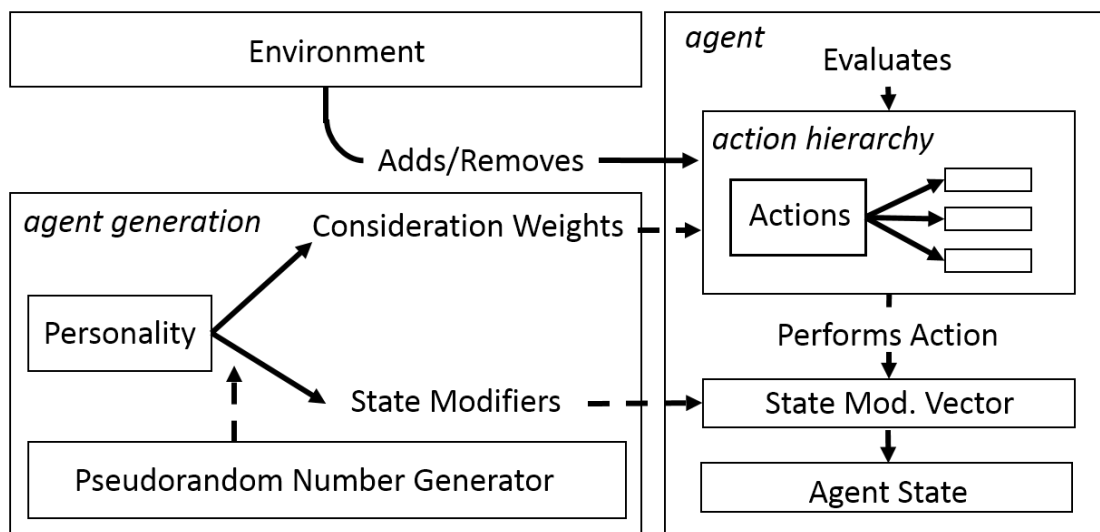 Environment
Adds/Removes
agent generation
Consideration Weights
Personality
State Modifiers
Pseudorandom Number Generator
agent
Evaluates
action hierarchy
Actions
Performs Action
State Mod. Vector
Agent State